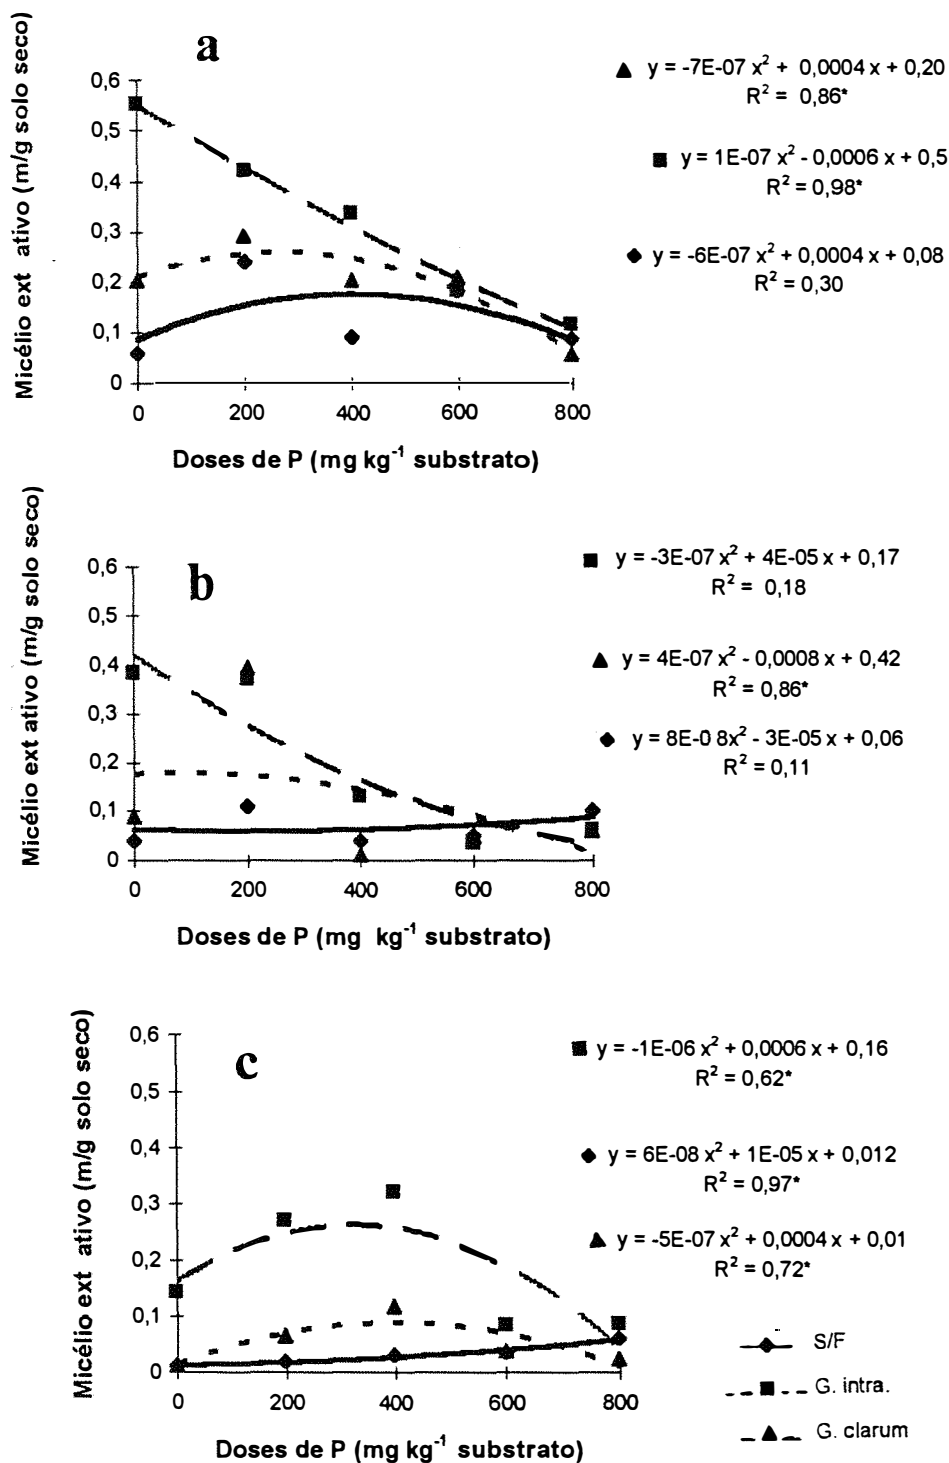 a
Micélio ext ativo (m/g solo seco)
0,6
0,5
0,4
0,3
0,2
0,1
0
0 200 400 600 800
Doses de P (mg kg⁻¹ substrato)
y = -7E-07 x² + 0,0004 x + 0,20
R² = 0,86*
y = 1E-07 x² - 0,0006 x + 0,5
R² = 0,98*
y = -6E-07 x² + 0,0004 x + 0,08
R² = 0,30
b
Micélio ext ativo (m/g solo seco)
0,6
0,5
0,4
0,3
0,2
0,1
0
0 200 400 600 800
Doses de P (mg kg⁻¹ substrato)
y = -3E-07 x² + 4E-05 x + 0,17
R² = 0,18
y = 4E-07 x² - 0,0008 x + 0,42
R² = 0,86*
y = 8E-0 8x² - 3E-05 x + 0,06
R² = 0,11
c
Micélio ext ativo (m/g solo seco)
0,6
0,5
0,4
0,3
0,2
0,1
0
0 200 400 600 800
Doses de P (mg kg⁻¹ substrato)
y = -1E-06 x² + 0,0006 x + 0,16
R² = 0,62*
y = 6E-08 x² + 1E-05 x + 0,012
R² = 0,97*
y = -5E-07 x² + 0,0004 x + 0,01
R² = 0,72*
S/F
G. intra.
G. clarum